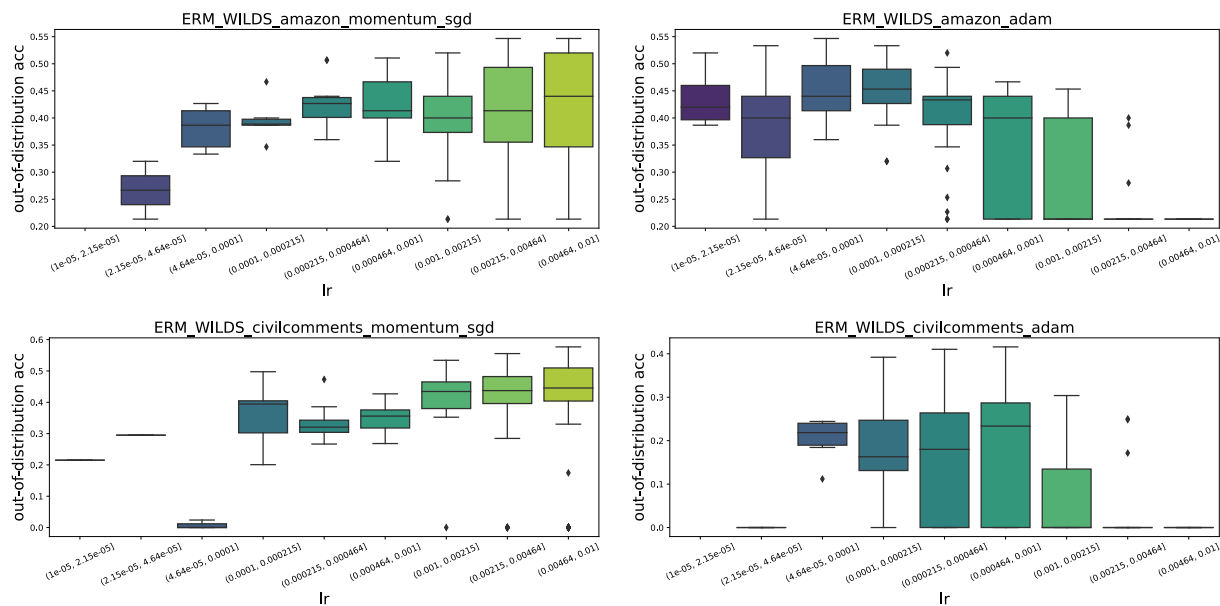 ERM_WILDS_amazon_momentum_sgd
out-of-distribution acc
0.55
0.50
0.45
0.40
0.35
0.30
0.25
0.20
(1e-05, 2.15e-05]
(2.15e-05, 4.64e-05]
(4.64e-05, 0.0001]
(0.0001, 0.000215]
(0.000215, 0.000464]
(0.000464, 0.001]
(0.001, 0.00215]
(0.00215, 0.00464]
(0.00464, 0.01]
lr
ERM_WILDS_amazon_adam
out-of-distribution acc
0.55
0.50
0.45
0.40
0.35
0.30
0.25
0.20
(1e-05, 2.15e-05]
(2.15e-05, 4.64e-05]
(4.64e-05, 0.0001]
(0.0001, 0.000215]
(0.000215, 0.000464]
(0.000464, 0.001]
(0.001, 0.00215]
(0.00215, 0.00464]
(0.00464, 0.01]
lr
ERM_WILDS_civilcomments_momentum_sgd
out-of-distribution acc
0.6
0.5
0.4
0.3
0.2
0.1
0.0
(1e-05, 2.15e-05]
(2.15e-05, 4.64e-05]
(4.64e-05, 0.0001]
(0.0001, 0.000215]
(0.000215, 0.000464]
(0.000464, 0.001]
(0.001, 0.00215]
(0.00215, 0.00464]
(0.00464, 0.01]
lr
ERM_WILDS_civilcomments_adam
out-of-distribution acc
0.4
0.3
0.2
0.1
0.0
(1e-05, 2.15e-05]
(2.15e-05, 4.64e-05]
(4.64e-05, 0.0001]
(0.0001, 0.000215]
(0.000215, 0.000464]
(0.000464, 0.001]
(0.001, 0.00215]
(0.00215, 0.00464]
(0.00464, 0.01]
lr